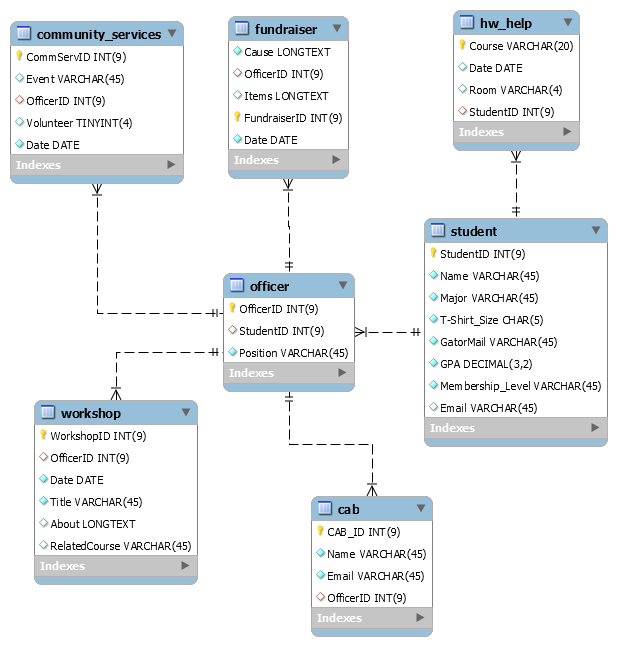 community_services
CommServID INT(9)
Event VARCHAR(45)
OfficerID INT(9)
Volunteer TINYINT(4)
Date DATE
Indexes
fundraiser
Cause LONGTEXT
OfficerID INT(9)
Items LONGTEXT
FundraiserID INT(9)
Date DATE
Indexes
hw_help
Course VARCHAR(20)
Date DATE
Room VARCHAR(4)
StudentID INT(9)
Indexes
student
StudentID INT(9)
Name VARCHAR(45)
Major VARCHAR(45)
T-Shirt_Size CHAR(5)
GatorMail VARCHAR(45)
GPA DECIMAL(3,2)
Membership_Level VARCHAR(45)
Email VARCHAR(45)
Indexes
officer
OfficerID INT(9)
StudentID INT(9)
Position VARCHAR(45)
Indexes
workshop
WorkshopID INT(9)
OfficerID INT(9)
Date DATE
Title VARCHAR(45)
About LONGTEXT
RelatedCourse VARCHAR(45)
Indexes
cab
CAB_ID INT(9)
Name VARCHAR(45)
Email VARCHAR(45)
OfficerID INT(9)
Indexes